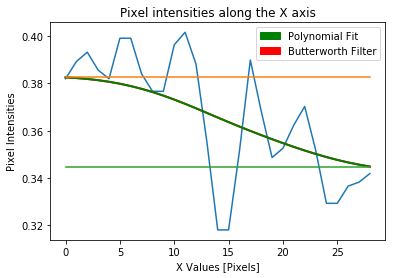 Pixel intensities along the X axis
Polynomial Fit
Butterworth Filter
Pixel Intensities
0.40
0.38
0.36
0.34
0.32
0 5 10 15 20 25
X Values [Pixels]